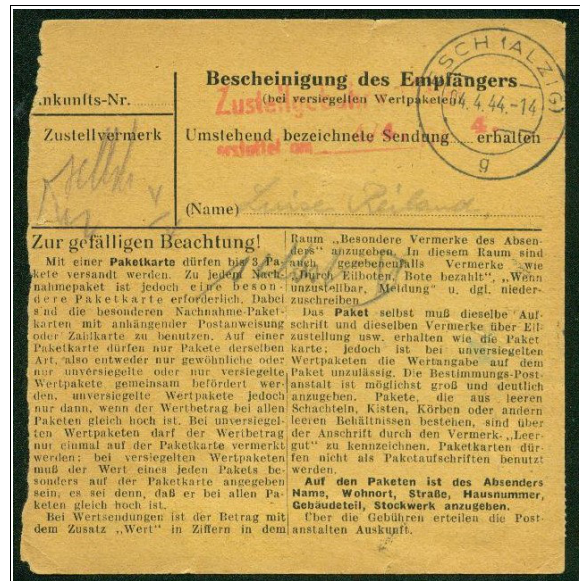 Bescheinigung des Empfängers
(bei versiegelten Wertpaketen)
Umstehend bezeichnete Sendung erhalten
(Name) Luise Reiland
.nkunfts-Nr.
Zustellvermerk
Zustellgebühr
erstattet am
4.4.44.-14
g
Zur gefälligen Beachtung!
Mit einer Paketkarte dürfen bis Pa-
kete versandt werden. Zu jedem Nach-
nahmepaket ist jedoch eine beson-
dere Paketkarte erforderlich. Dabei
sind die besonderen Nachnahme-Paket-
karten mit anhängender Postanweisung
oder Zahlkarte zu benutzen. Auf einer
Paketkarte dürfen nur Pakete derselben
Art, also entweder nur gewöhnliche oder
nur unversiegelte oder nur versiegelte
Wertpakete gemeinsam befördert wer-
den, unversiegelte Wertpakete jedoch
nur dann, wenn der Wertbetrag bei allen
Paketen gleich hoch ist. Bei unversiegel-
ten Wertpaketen darf der Wertbetrag
nur einmal auf der Paketkarte vermerkt
werden; bei versiegelten Wertpaketen
muß der Wert eines jeden Pakets be-
sonders auf der Paketkarte angegeben
sein, es sei denn, daß er bei allen Pa-
keten gleich hoch ist.
Bei Wertsendungen ist der Betrag mit
dem Zusatz „Wert" in Ziffern in dem
Raum „Besondere Vermerke des Absen-
ders" anzugeben. In diesem Raum sind
auch gegebenenfalls Vermerke wie
„Durch Eilboten, Bote bezahlt", „Wenn
unzustellbar, Meldung" u. dgl. nieder-
zuschreiben.
Das Paket selbst muß dieselbe Auf-
schrift und dieselben Vermerke über Eil-
zustellung usw. erhalten wie die Paket
karte; jedoch ist bei unversiegelten
Wertpaketen die Wertangabe auf dem
Paket unzulässig. Die Bestimmungs-Post-
anstalt ist möglichst groß und deutlich
anzugeben. Pakete, die aus leeren
Schachteln, Kisten, Körben oder andern
leeren Behältnissen bestehen, sind über
der Anschrift durch den Vermerk „Leer-
gut" zu kennzeichnen. Paketkarten dür-
fen nicht als Paketaufschriften benutzt
werden.
Auf den Paketen ist des Absenders
Name, Wohnort, Straße, Hausnummer,
Gebäudeteil, Stockwerk anzugeben.
Über die Gebühren erteilen die Post-
anstalten Auskunft.